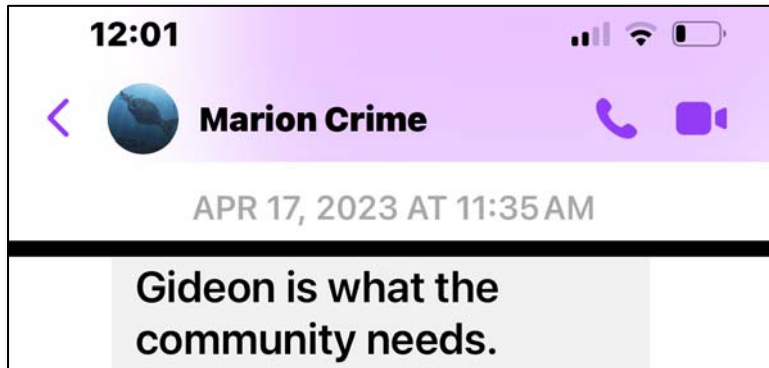 12:01
Marion Crime
APR 17, 2023 AT 11:35 AM
Gideon is what the
community needs.